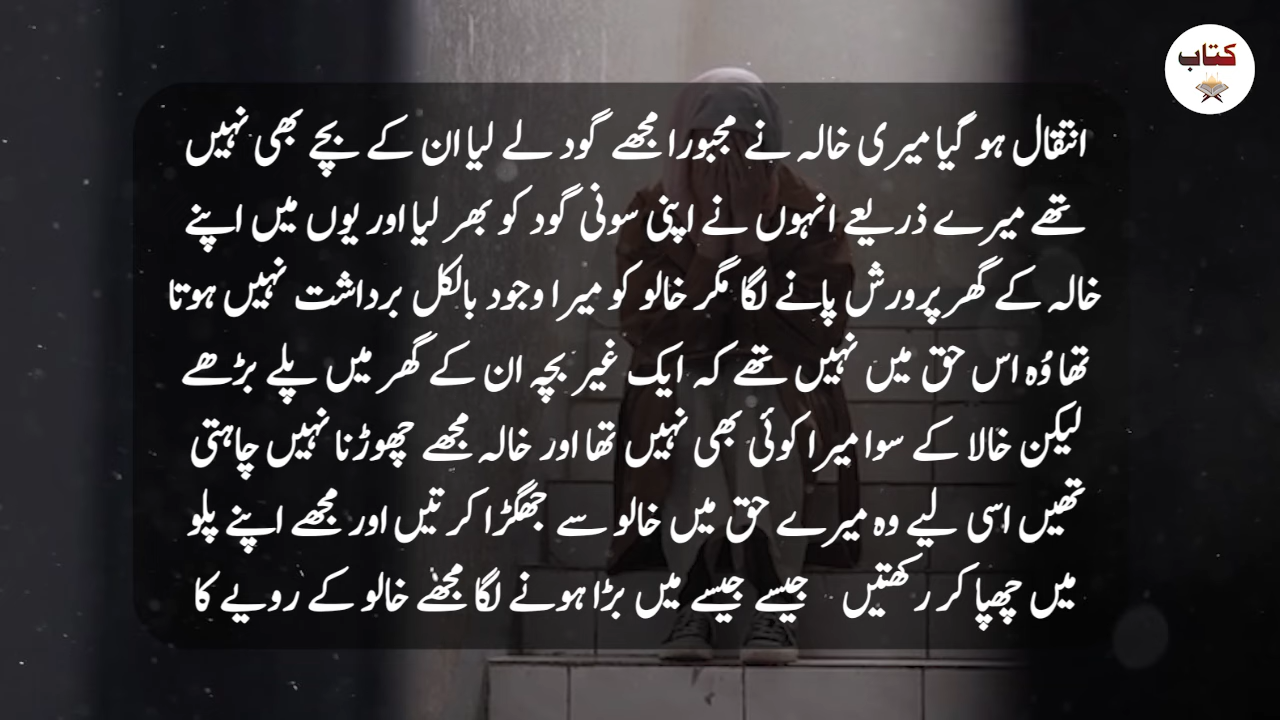 کتاب
انتقال ہو گیا میری خالہ نے مجبورا مجھے گود لے لیا ان کے بچے بھی نہیں
تھے میرے ذریعے انہوں نے اپنی سونی گود کو بھر لیا اور یوں میں اپنے
خالہ کے گھر پرورش پانے لگا مگر خالو کو میرا وجود بالکل برداشت نہیں ہوتا
تھا وُہ اس حق میں نہیں تھے کہ ایک غیر بچہ ان کے گھر میں پلے بڑھے
لیکن خالا کے سوا میرا کوئی بھی نہیں تھا اور خالہ مجھے چھوڑنا نہیں چاہتی
تھیں اسی لیے وہ میرے حق میں خالو سے جھگڑا کرتیں اور مجھے اپنے پلو
میں چھپا کر رکھتیں جیسے جیسے میں بڑا ہونے لگا مجھے خالو کے رویے کا